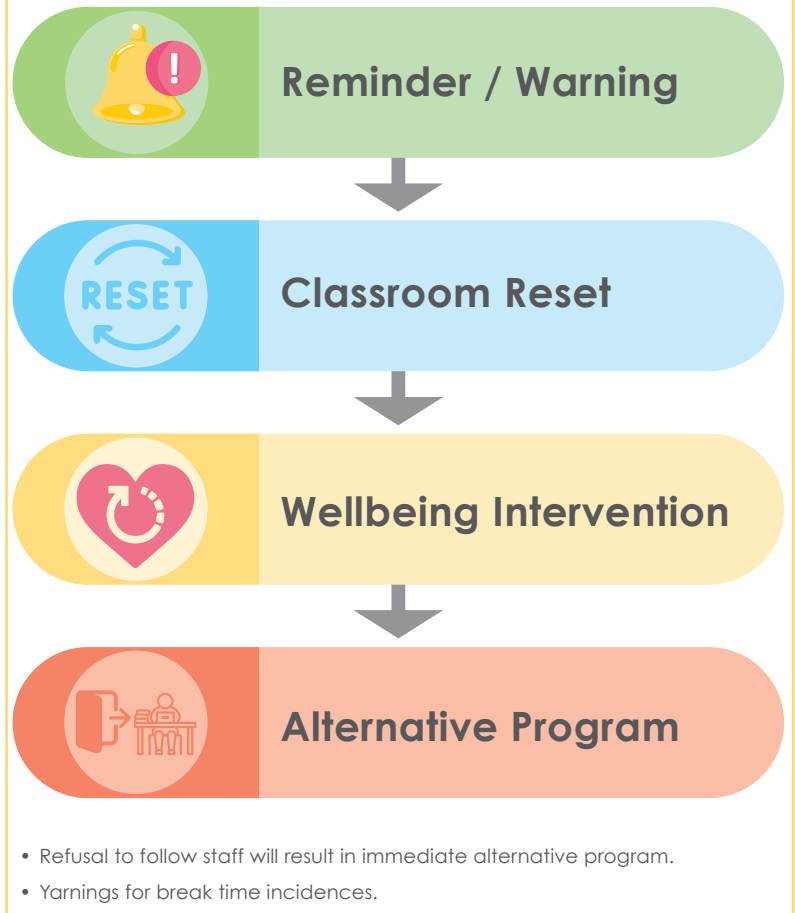 !
Reminder / Warning
RESET
Classroom Reset
Wellbeing Intervention
Alternative Program
• Refusal to follow staff will result in immediate alternative program.
• Yarnings for break time incidences.